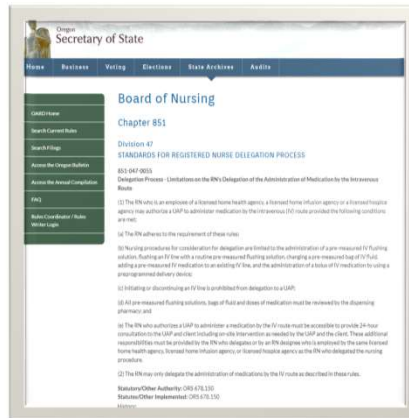 Oregon
Secretary of State
Home Business Voting Elections State Archives Audits
OARD Home
Search Current Rules
Search Filings
Access the Oregon Bulletin
Access the Annual Compilation
FAQ
Rules Coordinator / Rules
Writer Login
Board of Nursing
Chapter 851
Division 47
STANDARDS FOR REGISTERED NURSE DELEGATION PROCESS
851-047-0035
Delegation Process - Limitations on the RN's Delegation of the Administration of Medication by the Intravenous
Route
(1) The RN who is an employee of a licensed home health agency, a licensed home infusion agency or a licensed hospice
agency may authorize a UAP to administer medication by the intravenous (IV) route provided the following conditions
are met:
(a) The RN adheres to the requirement of these rules;
(b) Nursing procedures for consideration for delegation are limited to the administration of a pre-measured IV flushing
solution, flushing an IV line with a routine pre-measured flushing solution, changing a pre-measured bag of IV fluid,
adding a pre-measured IV medication to an existing IV line, and the administration of a bolus of IV medication by using a
preprogrammed delivery device;
(c) Initiating or discontinuing an IV line is prohibited from delegation to a UAP;
(d) All pre-measured flushing solutions, bags of fluid and doses of medication must be reviewed by the dispensing
pharmacy; and
(e) The RN who authorizes a UAP to administer a medication by the IV route must be accessible to provide 24-hour
consultation to the UAP and client including on-site intervention as needed by the UAP and the client. These additional
responsibilities must be provided by the RN who delegates or by an RN designee who is employed by the same licensed
home health agency, licensed home infusion agency, or licensed hospice as the RN who delegated the nursing
procedure.
(2) The RN may only delegate the administration of medications by the IV route as described in these rules.
Statutory/Other Authority: ORS 678.150
Statutes/Other Implemented: ORS 678.150
History: